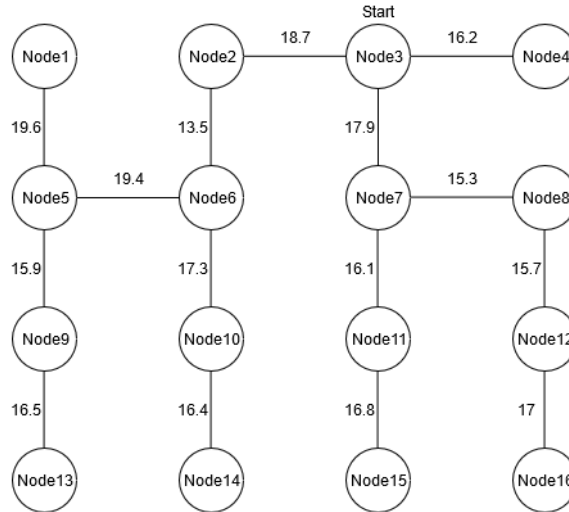 Start
Node1
Node2
18.7
Node3
16.2
Node4
19.6
13.5
17.9
Node5
19.4
Node6
Node7
15.3
Node8
15.9
17.3
16.1
15.7
Node9
Node10
Node11
Node12
16.5
16.4
16.8
17
Node13
Node14
Node15
Node16